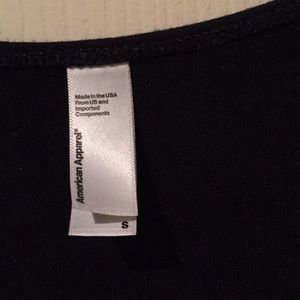 Made in the USA
From US and
Imported
Components
American Apparel®
S